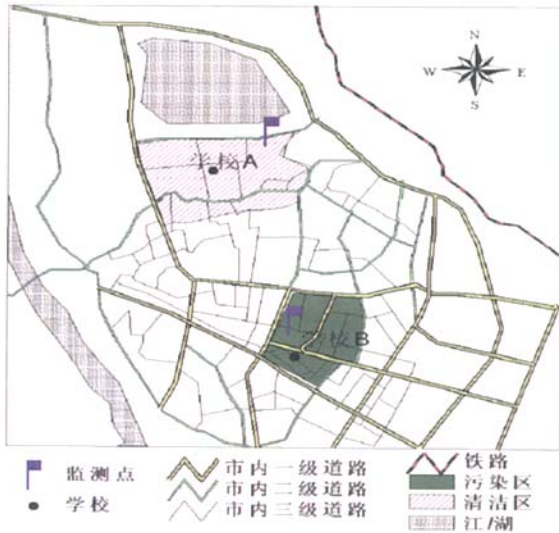 N
W E
S
学校A
学校B
监测点
学校
市内一级道路
市内二级道路
市内三级道路
铁路
污染区
清洁区
江/湖